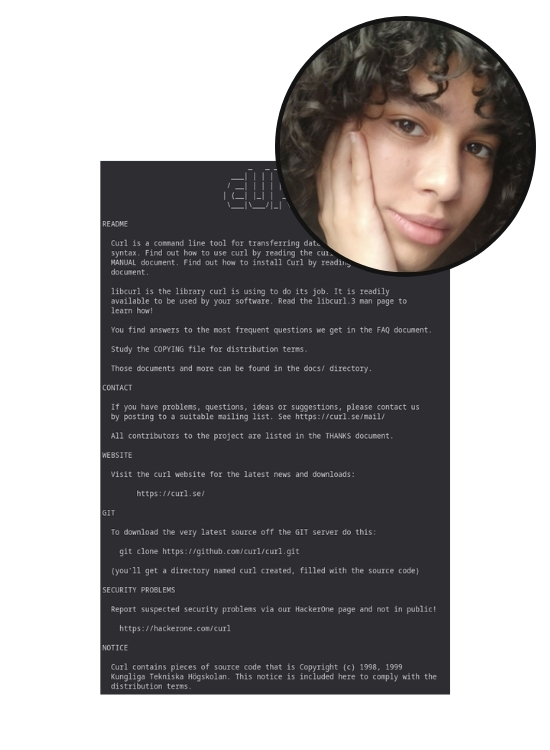 README
Curl is a command line tool for transferring data
syntax. Find out how to use curl by reading the
MANUAL document. Find out how to install Curl by reading
document.
libcurl is the library curl is using to do its job. It is readily
available to be used by your software. Read the libcurl.3 man page to
learn how!
You find answers to the most frequent questions we get in the FAQ document.
Study the COPYING file for distribution terms.
Those documents and more can be found in the docs/ directory.
CONTACT
If you have problems, questions, ideas or suggestions, please contact us
by posting to a suitable mailing list. See https://curl.se/mail/
All contributors to the project are listed in the THANKS document.
WEBSITE
Visit the curl website for the latest news and downloads:
https://curl.se/
GIT
To download the very latest source off the GIT server do this:
git clone https://github.com/curl/curl.git
(you'll get a directory named curl created, filled with the source code)
SECURITY PROBLEMS
Report suspected security problems via our HackerOne page and not in public!
https://hackerone.com/curl
NOTICE
Curl contains pieces of source code that is Copyright (c) 1998, 1999
Kungliga Tekniska Högskolan. This notice is included here to comply with the
distribution terms.